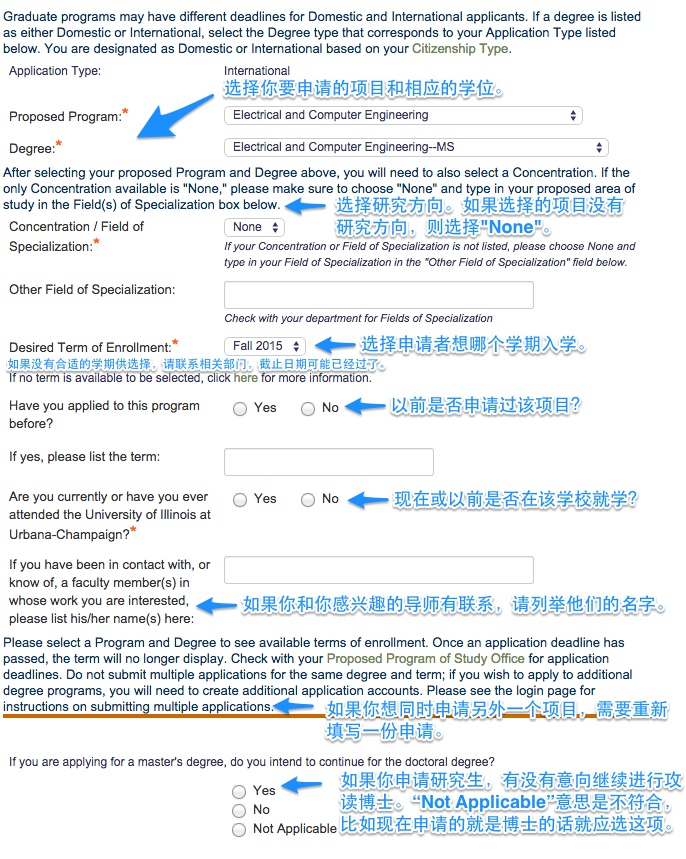 Graduate programs may have different deadlines for Domestic and International applicants. If a degree is listed
as either Domestic or International, select the Degree type that corresponds to your Application Type listed
below. You are designated as Domestic or International based on your Citizenship Type.
Application Type: International
选择你要申请的项目和相应的学位。
Proposed Program:* Electrical and Computer Engineering
Degree:* Electrical and Computer Engineering--MS
After selecting your proposed Program and Degree above, you will need to also select a Concentration. If the
only Concentration available is "None," please make sure to choose "None" and type in your proposed area of
study in the Field(s) of Specialization box below.
选择研究方向。如果选择的项目没有
研究方向，则选择"None"。
Concentration / Field of
Specialization:*
None
If your Concentration or Field of Specialization is not listed, please choose None and
type in your Field of Specialization in the "Other Field of Specialization" field below.
Other Field of Specialization:
Check with your department for Fields of Specialization
Desired Term of Enrollment:* Fall 2015 选择申请者想哪个学期入学。
如果没有合适的学期供选择，请联系相关部门，截止日期可能已经过了。
If no term is available to be selected, click here for more information.
Have you applied to this program
before?
Yes No 以前是否申请过该项目？
If yes, please list the term:
Are you currently or have you ever
attended the University of Illinois at
Urbana-Champaign?*
Yes No 现在或以前是否在该学校就学？
If you have been in contact with, or
know of, a faculty member(s) in
whose work you are interested,
please list his/her name(s) here:
如果你和你感兴趣的导师有联系，请列举他们的名字。
Please select a Program and Degree to see available terms of enrollment. Once an application deadline has
passed, the term will no longer display. Check with your Proposed Program of Study Office for application
deadlines. Do not submit multiple applications for the same degree and term; if you wish to apply to additional
degree programs, you will need to create additional application accounts. Please see the login page for
instructions on submitting multiple applications.
如果你想同时申请另外一个项目，需要重新
填写一份申请。
If you are applying for a master's degree, do you intend to continue for the doctoral degree?
Yes
No
Not Applicable
如果你申请研究生，有没有意向继续进行攻
读博士。“Not Applicable”意思是不符合，
比如现在申请的就是博士的话就应选这项。